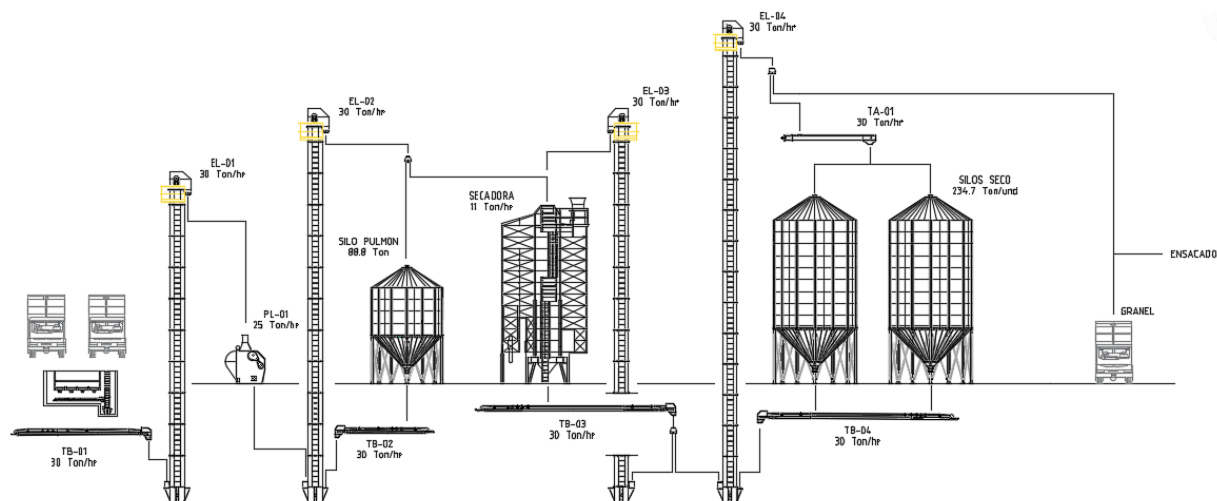 EL-04
30 Ton/hr
EL-02
30 Ton/hr
EL-03
30 Ton/hr
TA-01
30 Ton/hr
EL-01
30 Ton/hr
SECADORA
11 Ton/hr
SILOS SECO
234.7 Ton/und
SILO PULMON
88.8 Ton
ENSACADO
PL-01
25 Ton/hr
GRANEL
TB-01
30 Ton/hr
TB-02
30 Ton/hr
TB-03
30 Ton/hr
TB-04
30 Ton/hr